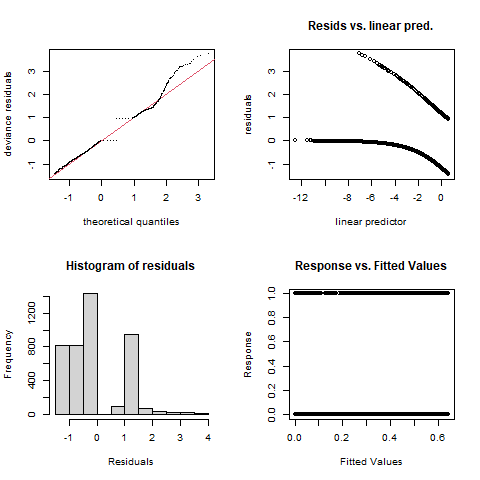 deviance residuals
3
2
1
0
-1
-1 0 1 2 3
theoretical quantiles
Resids vs. linear pred.
residuals
3
2
1
0
-1
-12 -10 -8 -6 -4 -2 0
linear predictor
Histogram of residuals
Frequency
1200
800
400
0
-1 0 1 2 3 4
Residuals
Response vs. Fitted Values
Response
1.0
0.8
0.6
0.4
0.2
0.0
0.0 0.2 0.4 0.6
Fitted Values